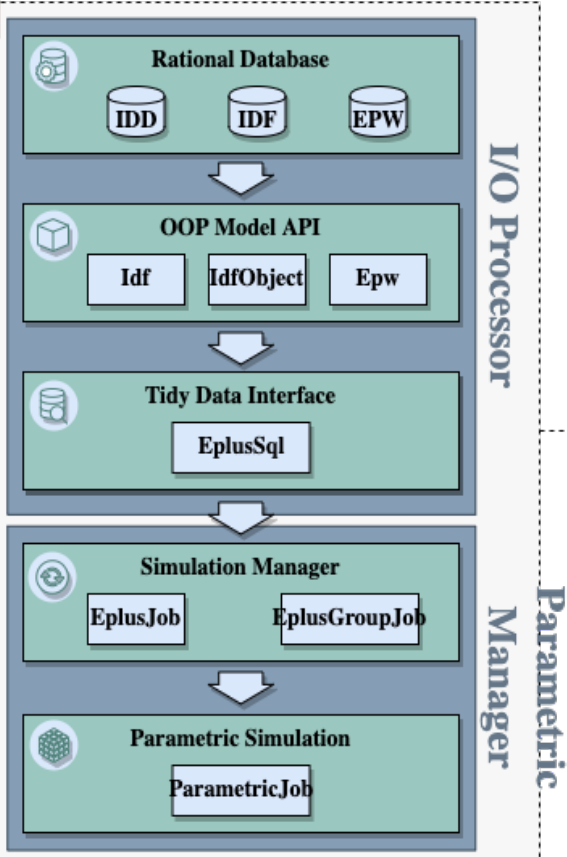 Rational Database
IDD
IDF
EPW
OOP Model API
Idf
IdfObject
Epw
Tidy Data Interface
EplusSql
I/O Processor
Simulation Manager
EplusJob
EplusGroupJob
Parametric Simulation
ParametricJob
Parametric
Manager